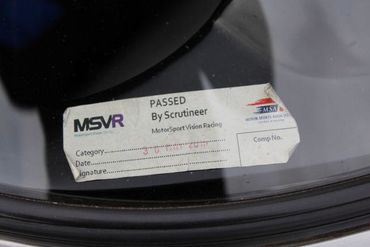 MSVR
PASSED
By Scrutineer
MotorSport Vision Racing
MSA
Category
Date
Signature
Comp No.